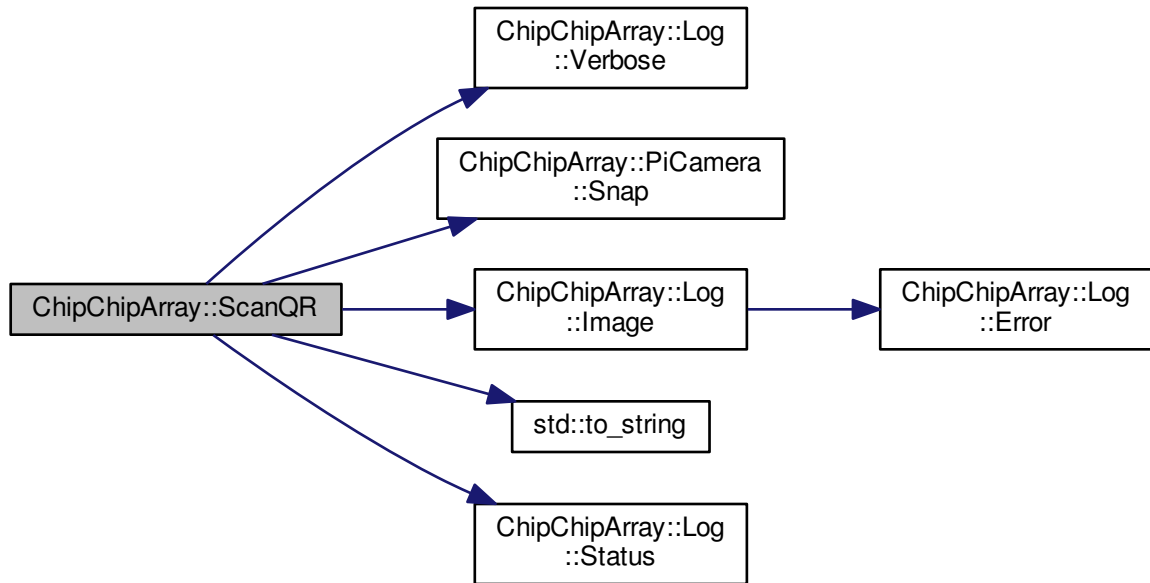 ChipChipArray::Log
::Verbose
ChipChipArray::PiCamera
::Snap
ChipChipArray::ScanQR
ChipChipArray::Log
::Image
ChipChipArray::Log
::Error
std::to_string
ChipChipArray::Log
::Status